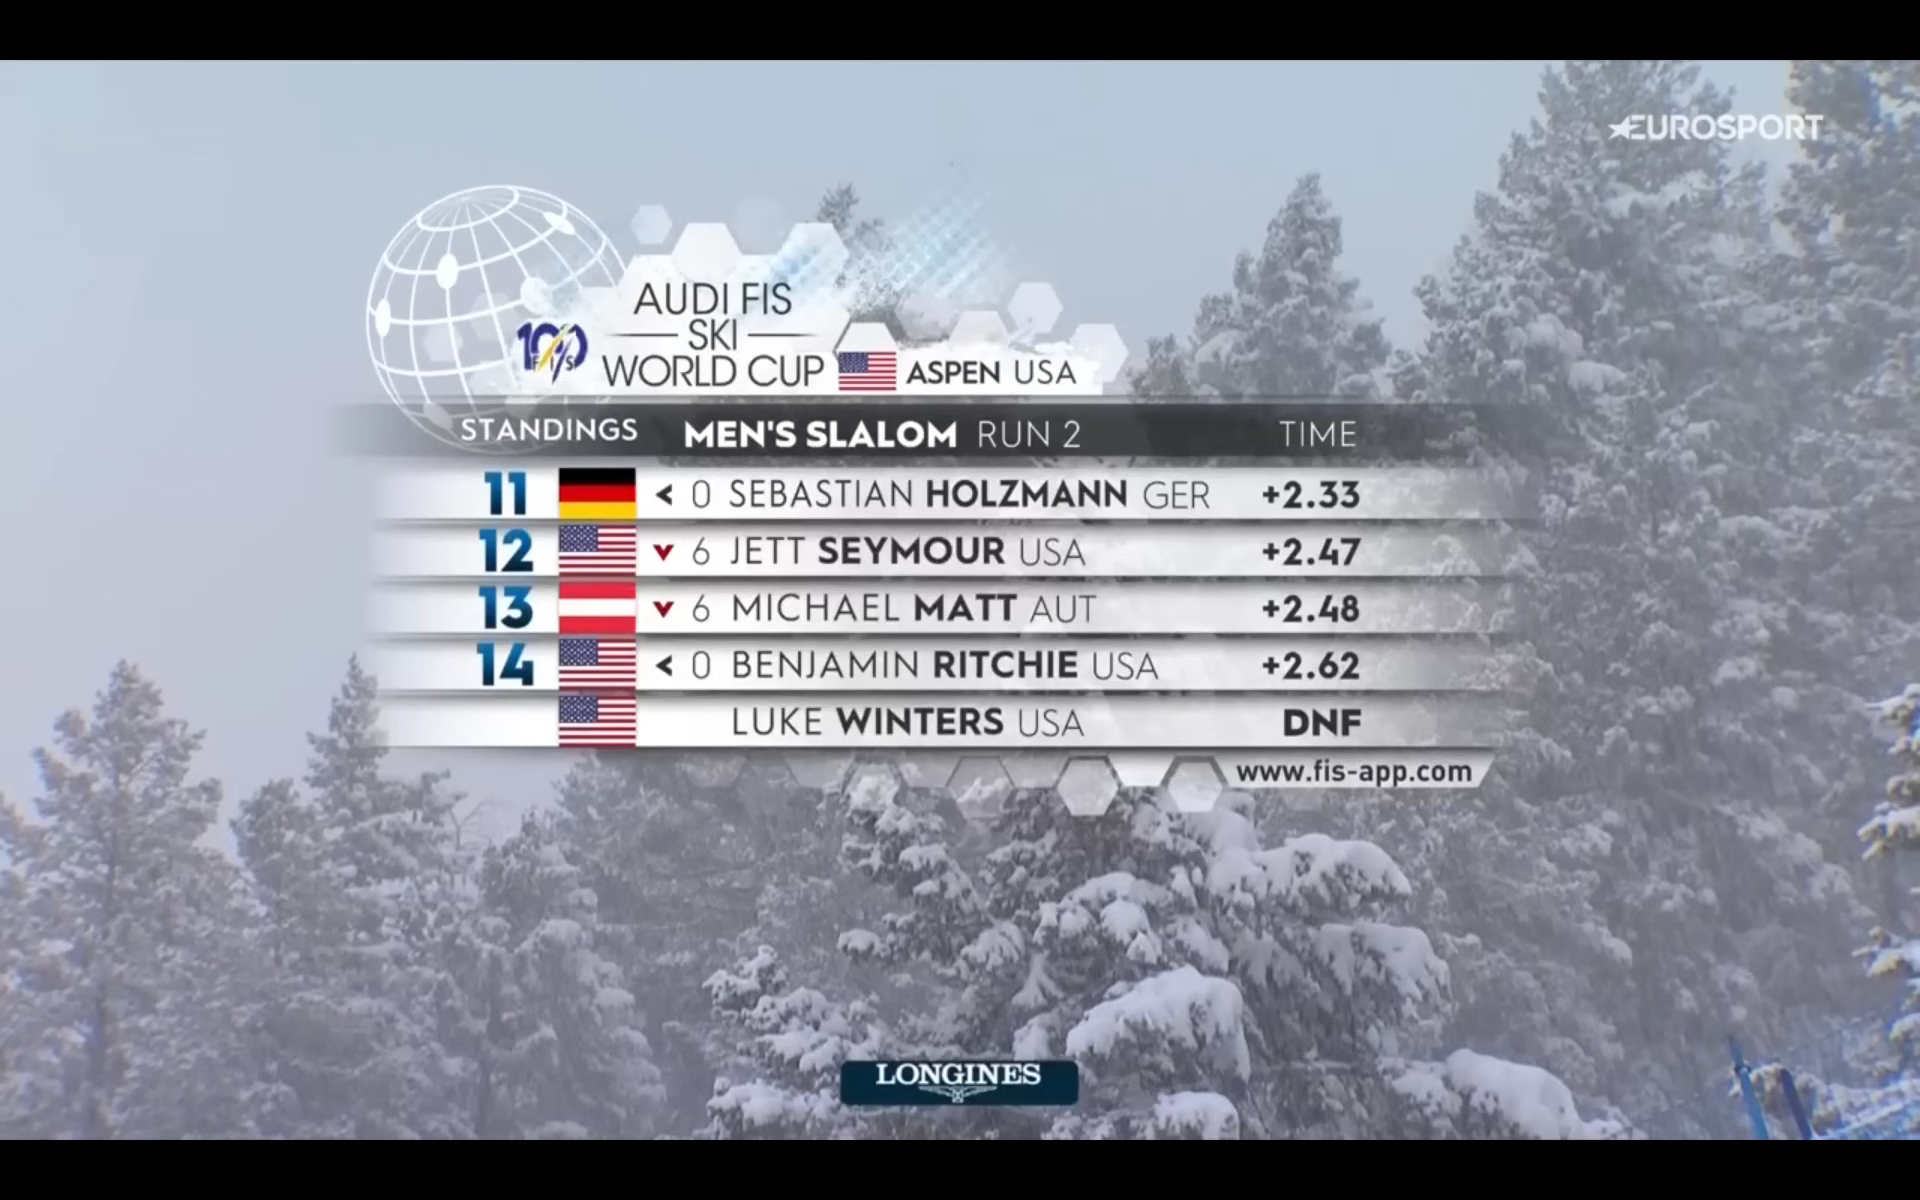 EUROSPORT
AUDI FIS
SKI
WORLD CUP
100
FIS
ASPEN USA
STANDINGS MEN'S SLALOM RUN 2 TIME
11 < 0 SEBASTIAN HOLZMANN GER +2.33
12 6 JETT SEYMOUR USA +2.47
13 6 MICHAEL MATT AUT +2.48
14 < 0 BENJAMIN RITCHIE USA +2.62
LUKE WINTERS USA DNF
www.fis-app.com
LONGINES